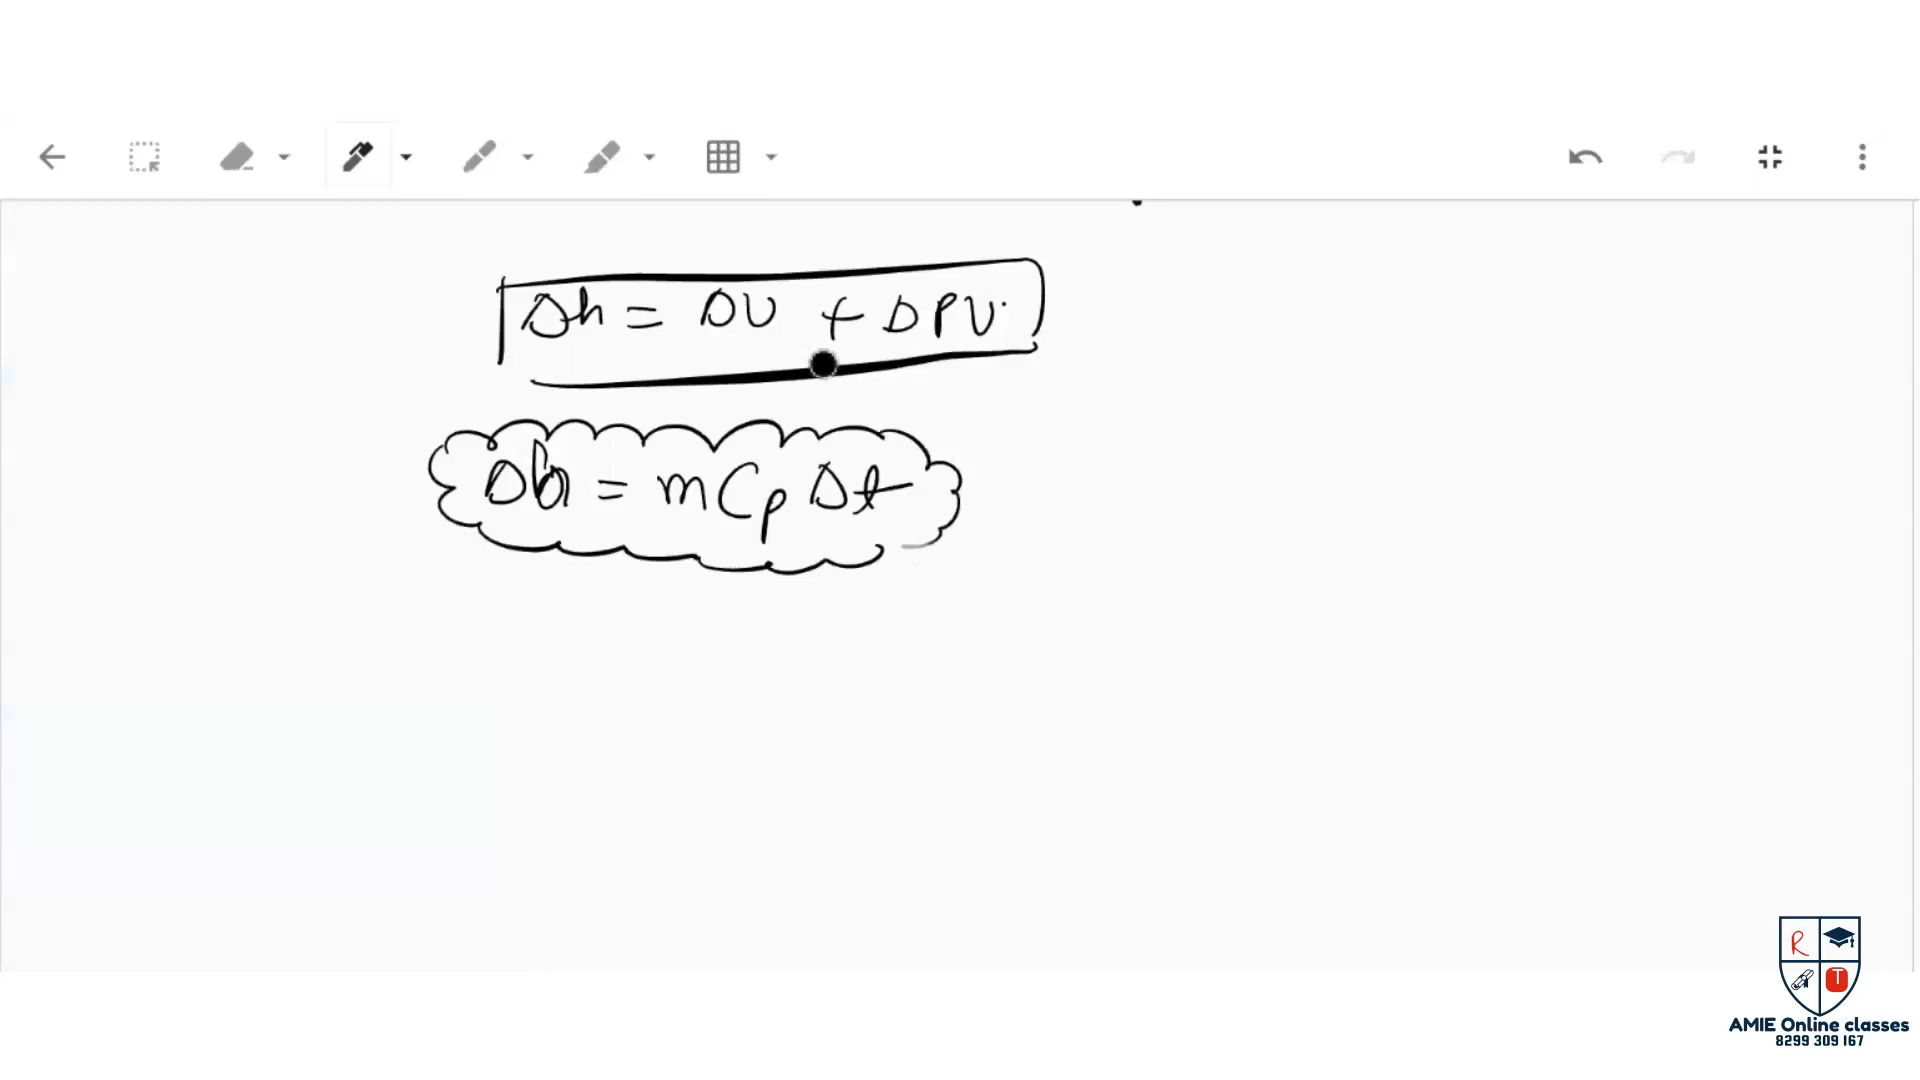 Δh = ΔU + ΔPV.
Δh = mCp Δt
R
T
AMIE Online classes
8299 309 167